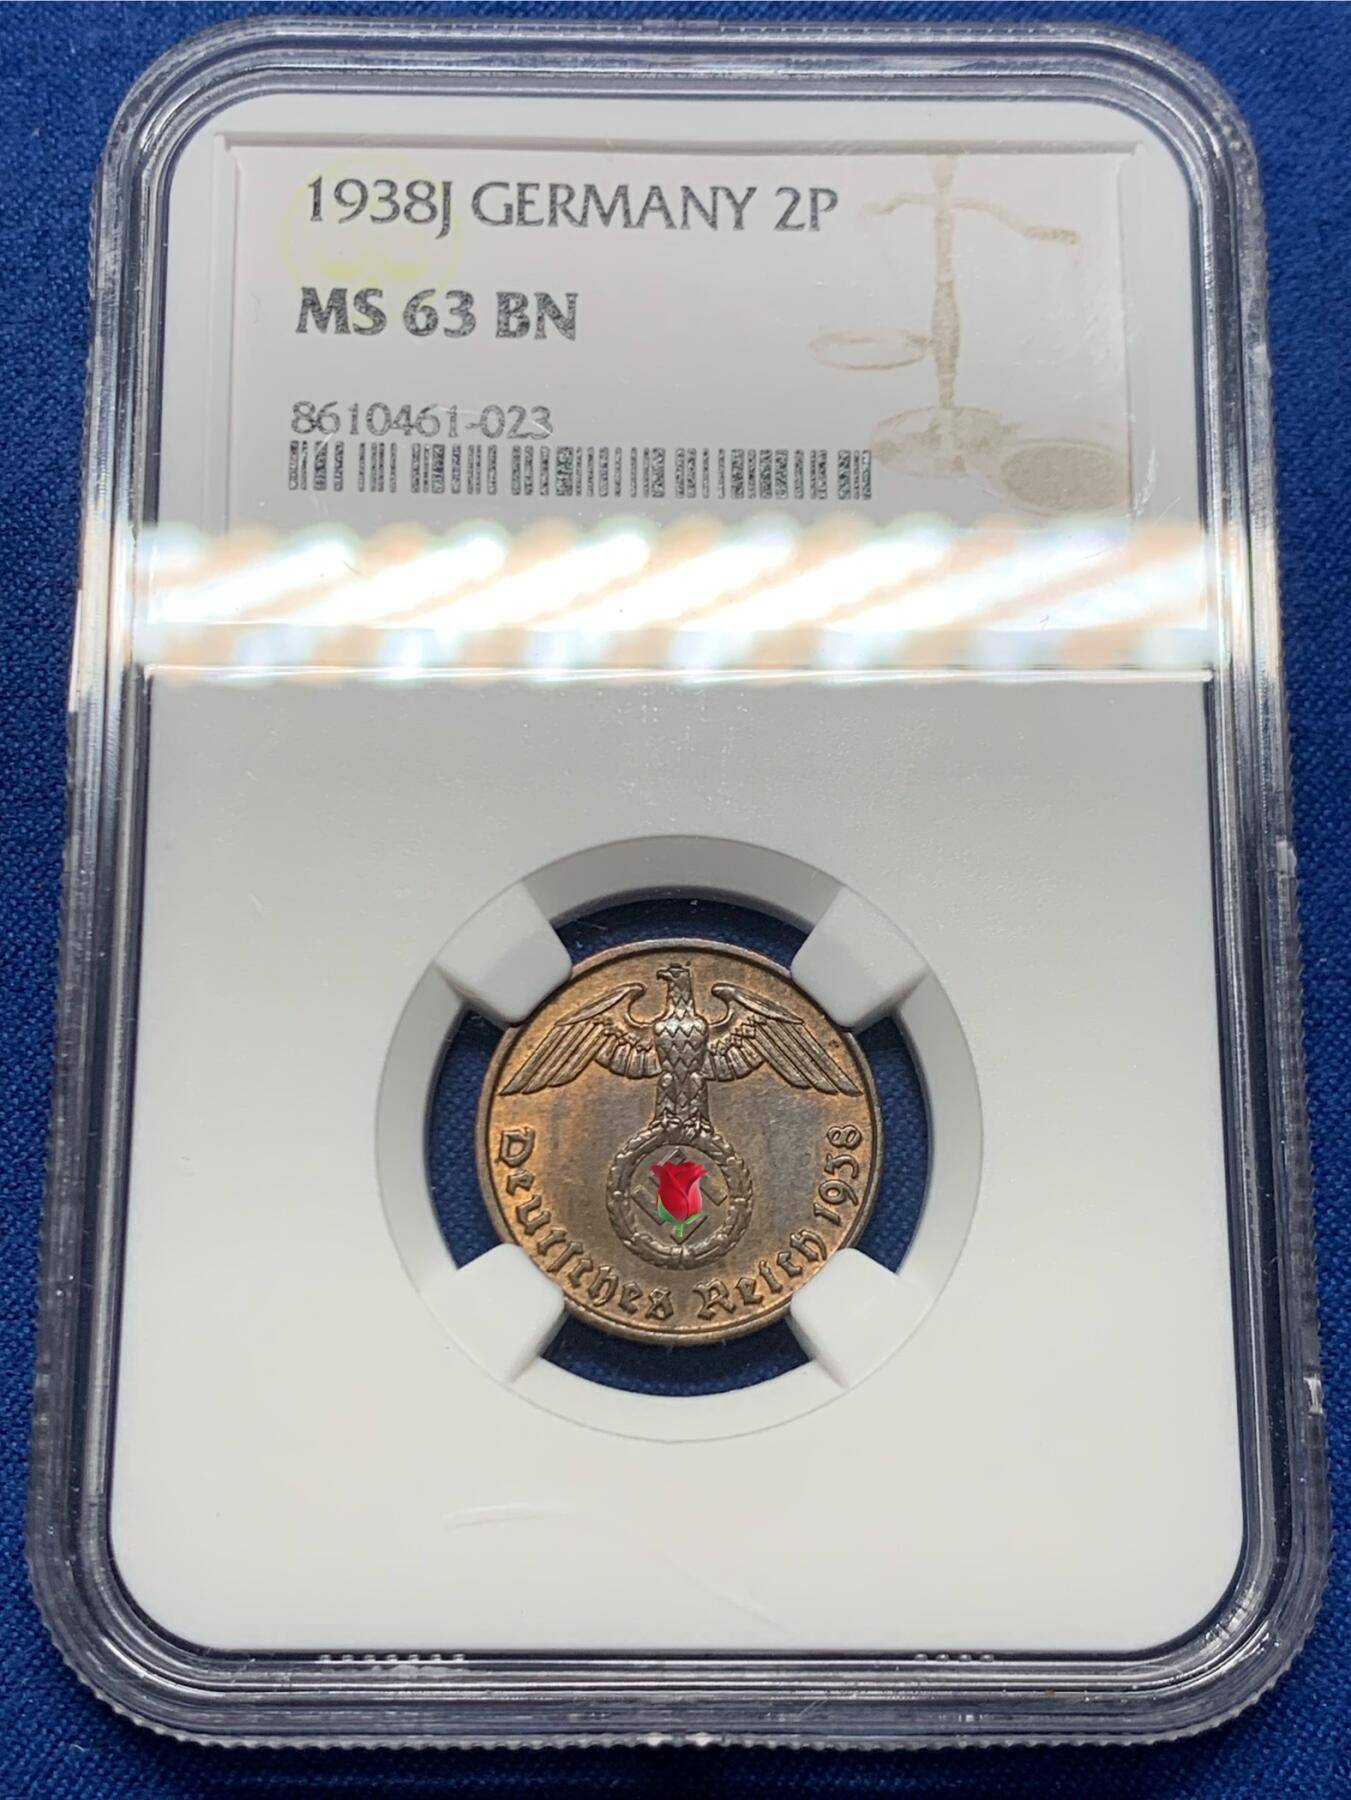 1938J GERMANY 2P
MS 63 BN
8610461-023
Deutsches Reich 1938